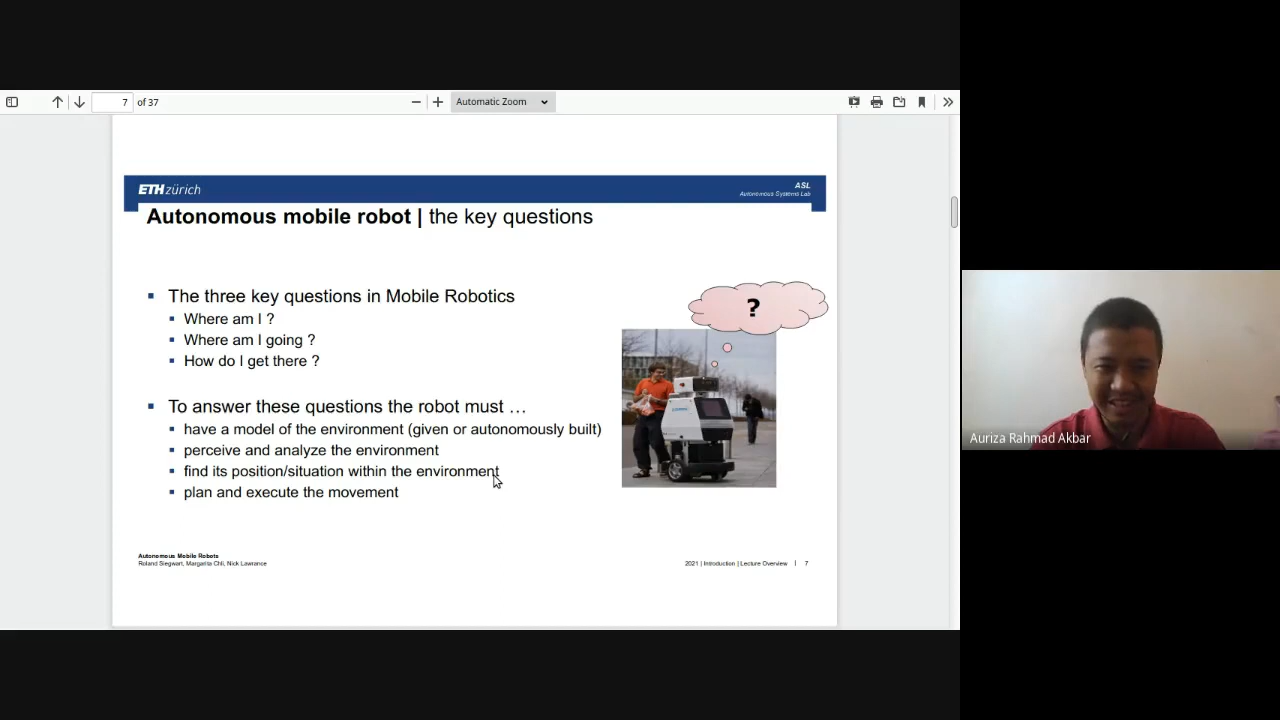 7 of 37
Automatic Zoom
ETH zürich
ASL
Autonomous Systems Lab
Autonomous mobile robot | the key questions
The three key questions in Mobile Robotics
Where am I ?
Where am I going ?
How do I get there ?
?
To answer these questions the robot must …
have a model of the environment (given or autonomously built)
perceive and analyze the environment
find its position/situation within the environment
plan and execute the movement
Autonomous Mobile Robots
Roland Siegwart, Margarita Chli, Nick Lawrance
2021 | Introduction | Lecture Overview | 7
Auriza Rahmad Akbar